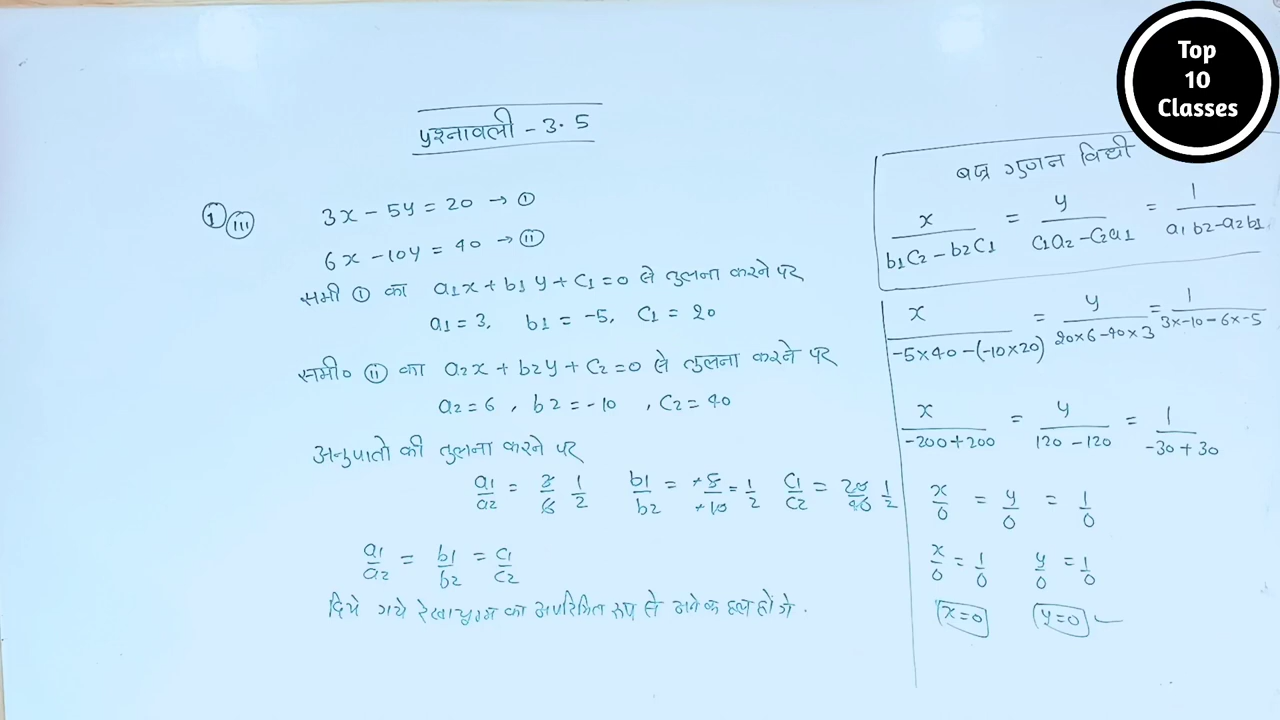 Top
10
Classes
प्रश्नावली - 3.5
① ⓘⓘⓘ 3x - 5y = 20 → ①
6x - 10y = 40 → ⓘⓘ
समी ① का a₁x + b₁y + c₁ = 0 से तुलना करने पर
a₁ = 3, b₁ = -5, c₁ = 20
समी० ⓘⓘ का a₂x + b₂y + c₂ = 0 से तुलना करने पर
a₂ = 6, b₂ = -10, c₂ = 40
अनुपातो की तुलना करने पर
a₁/a₂ = 3/6 1/2 b₁/b₂ = +5/+10 = 1/2 c₁/c₂ = 20/40 1/2
a₁/a₂ = b₁/b₂ = c₁/c₂
दिये गये रेखायुग्म का अपरिमित रूप से अनेक हल होंगे.
बज्र गुणन विधी
x/(b₁c₂ - b₂c₁) = y/(c₁a₂ - c₂a₁) = 1/(a₁b₂ - a₂b₁)
x/(-5×40 - (-10×20)) = y/(20×6 - 40×3) = 1/(3×-10 - 6×-5)
x/(-200+200) = y/(120-120) = 1/(-30+30)
x/0 = y/0 = 1/0
x/0 = 1/0 y/0 = 1/0
x=0 y=0